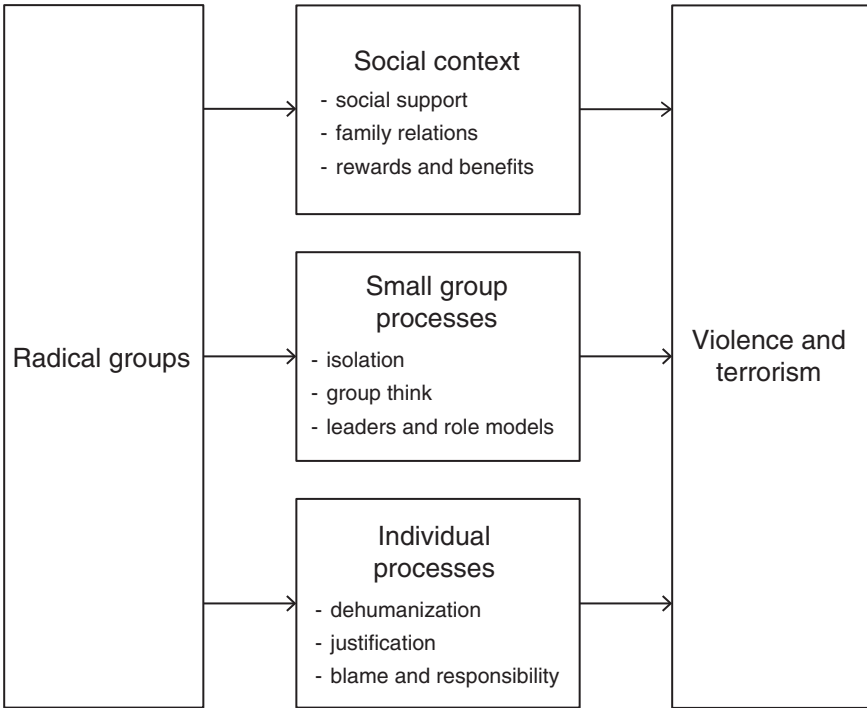 Radical groups
Social context
- social support
- family relations
- rewards and benefits
Small group
processes
- isolation
- group think
- leaders and role models
Individual
processes
- dehumanization
- justification
- blame and responsibility
Violence and
terrorism